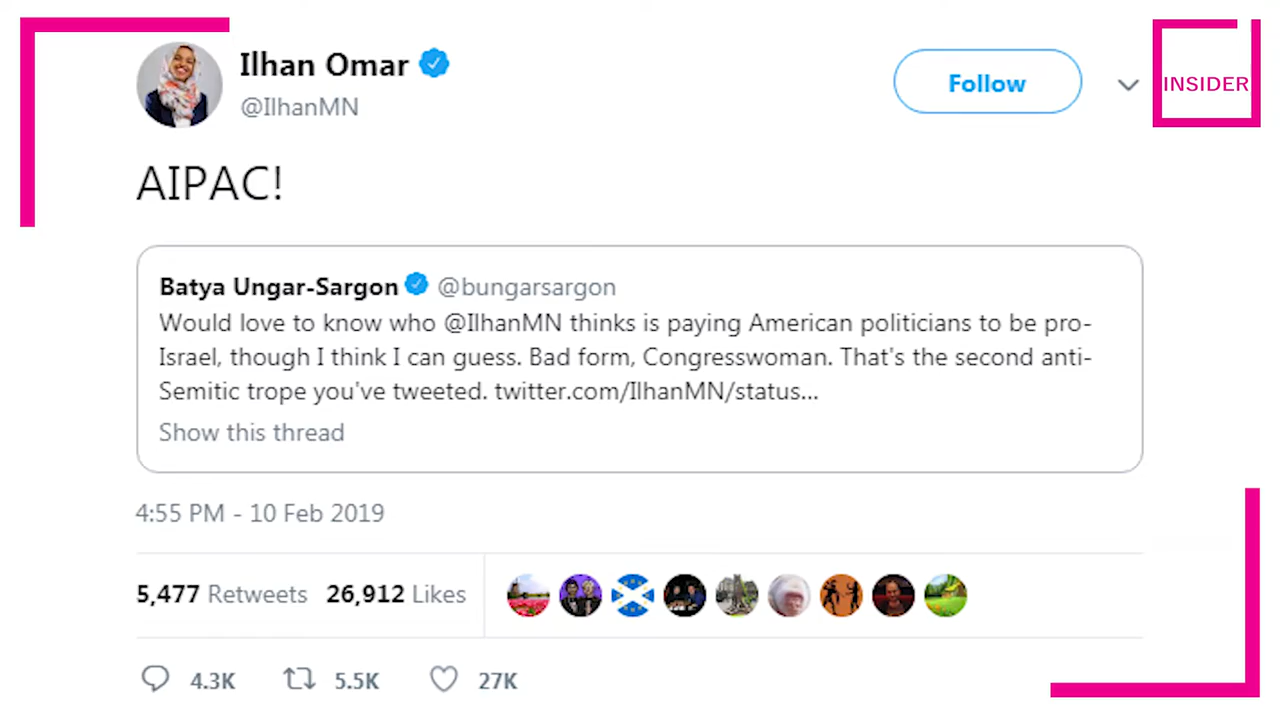 Ilhan Omar
@IlhanMN
Follow
INSIDER
AIPAC!
Batya Ungar-Sargon @bungarsargon
Would love to know who @IlhanMN thinks is paying American politicians to be pro-
Israel, though I think I can guess. Bad form, Congresswoman. That's the second anti-
Semitic trope you've tweeted. twitter.com/IlhanMN/status...
Show this thread
4:55 PM - 10 Feb 2019
5,477 Retweets 26,912 Likes
4.3K 5.5K 27K